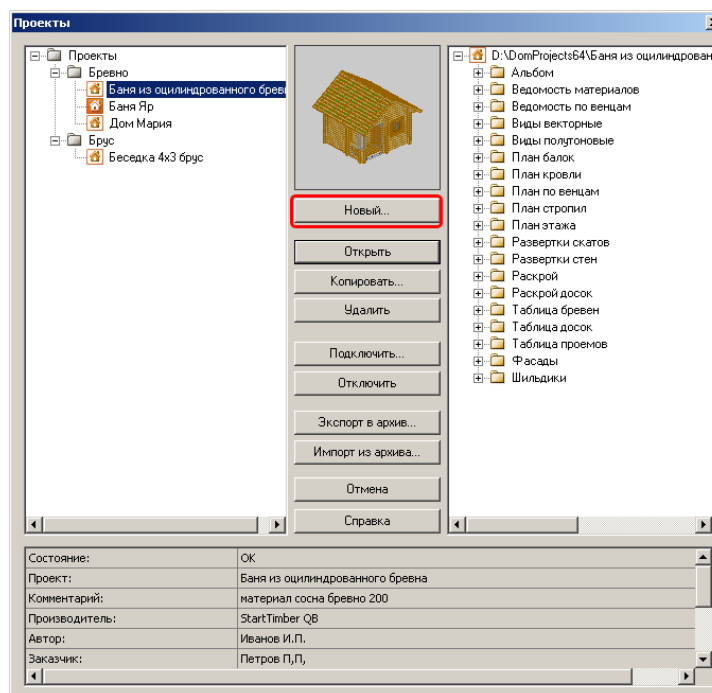 Проекты
Проекты
Бревно
Баня из оцилиндрованного брев
Баня Яр
Дом Мария
Брус
Беседка 4х3 брус
Новый...
Открыть
Копировать...
Удалить
Подключить...
Отключить
Экспорт в архив...
Импорт из архива...
Отмена
Справка
D:\DomProjects64\Баня из оцилиндрован
Альбом
Ведомость материалов
Ведомость по венцам
Виды векторные
Виды полутоновые
План балок
План кровли
План по венцам
План стропил
План этажа
Развертки скатов
Развертки стен
Раскрой
Раскрой досок
Таблица бревен
Таблица досок
Таблица проемов
Фасады
Шильдики
Состояние: OK
Проект: Баня из оцилиндрованного бревна
Комментарий: материал сосна бревно 200
Производитель: StartTimber QB
Автор: Иванов И.П.
Заказчик: Петров П,П,